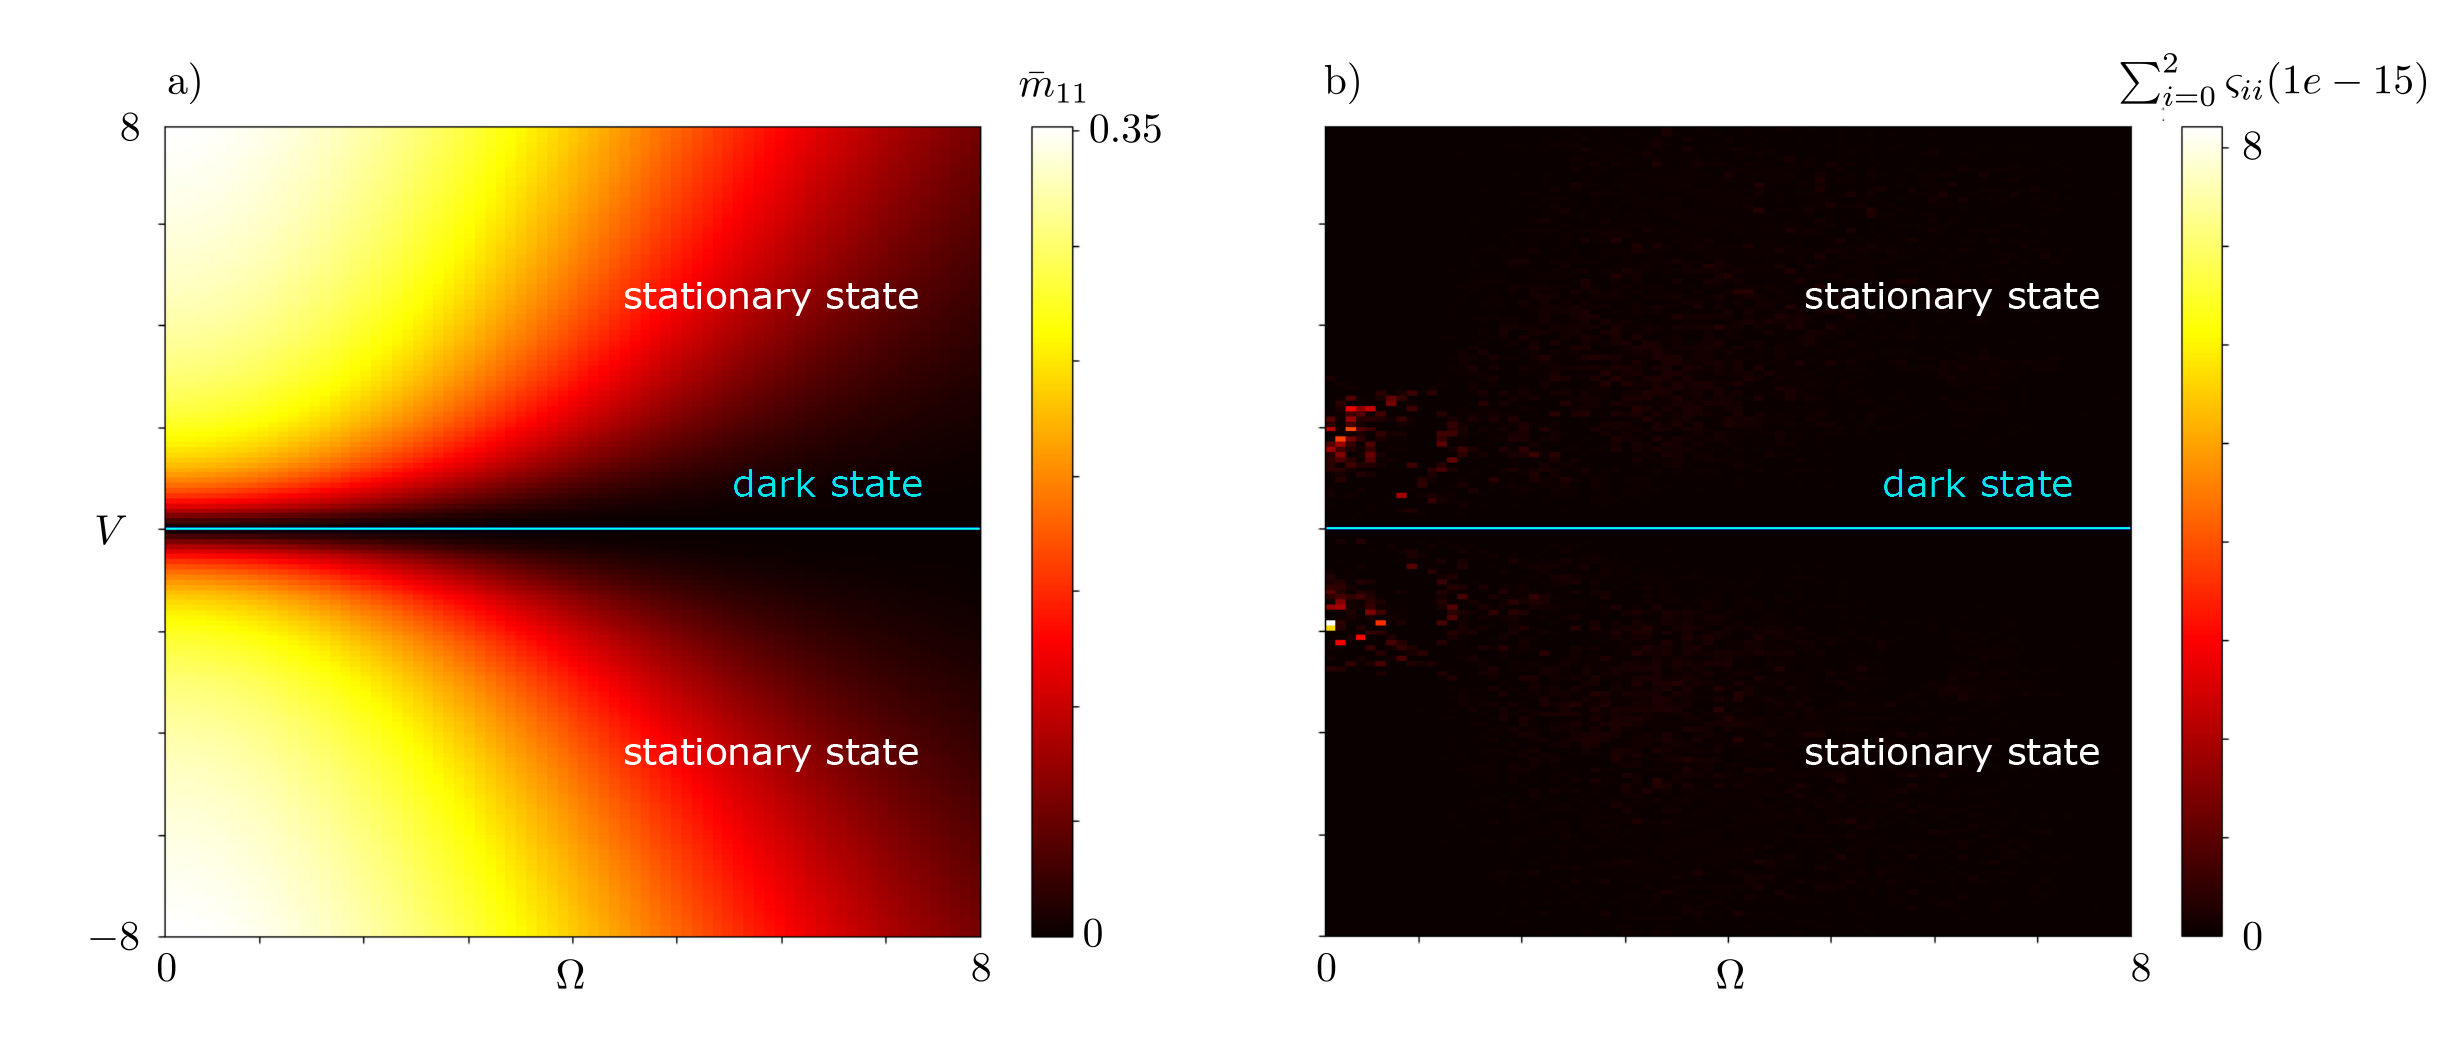 a)
m̄₁₁
8
0.35
stationary state
dark state
V
stationary state
−8
0
0
Ω
8
b)
∑²ᵢ₌₀ ςᵢᵢ(1e − 15)
8
stationary state
dark state
stationary state
0
0
Ω
8